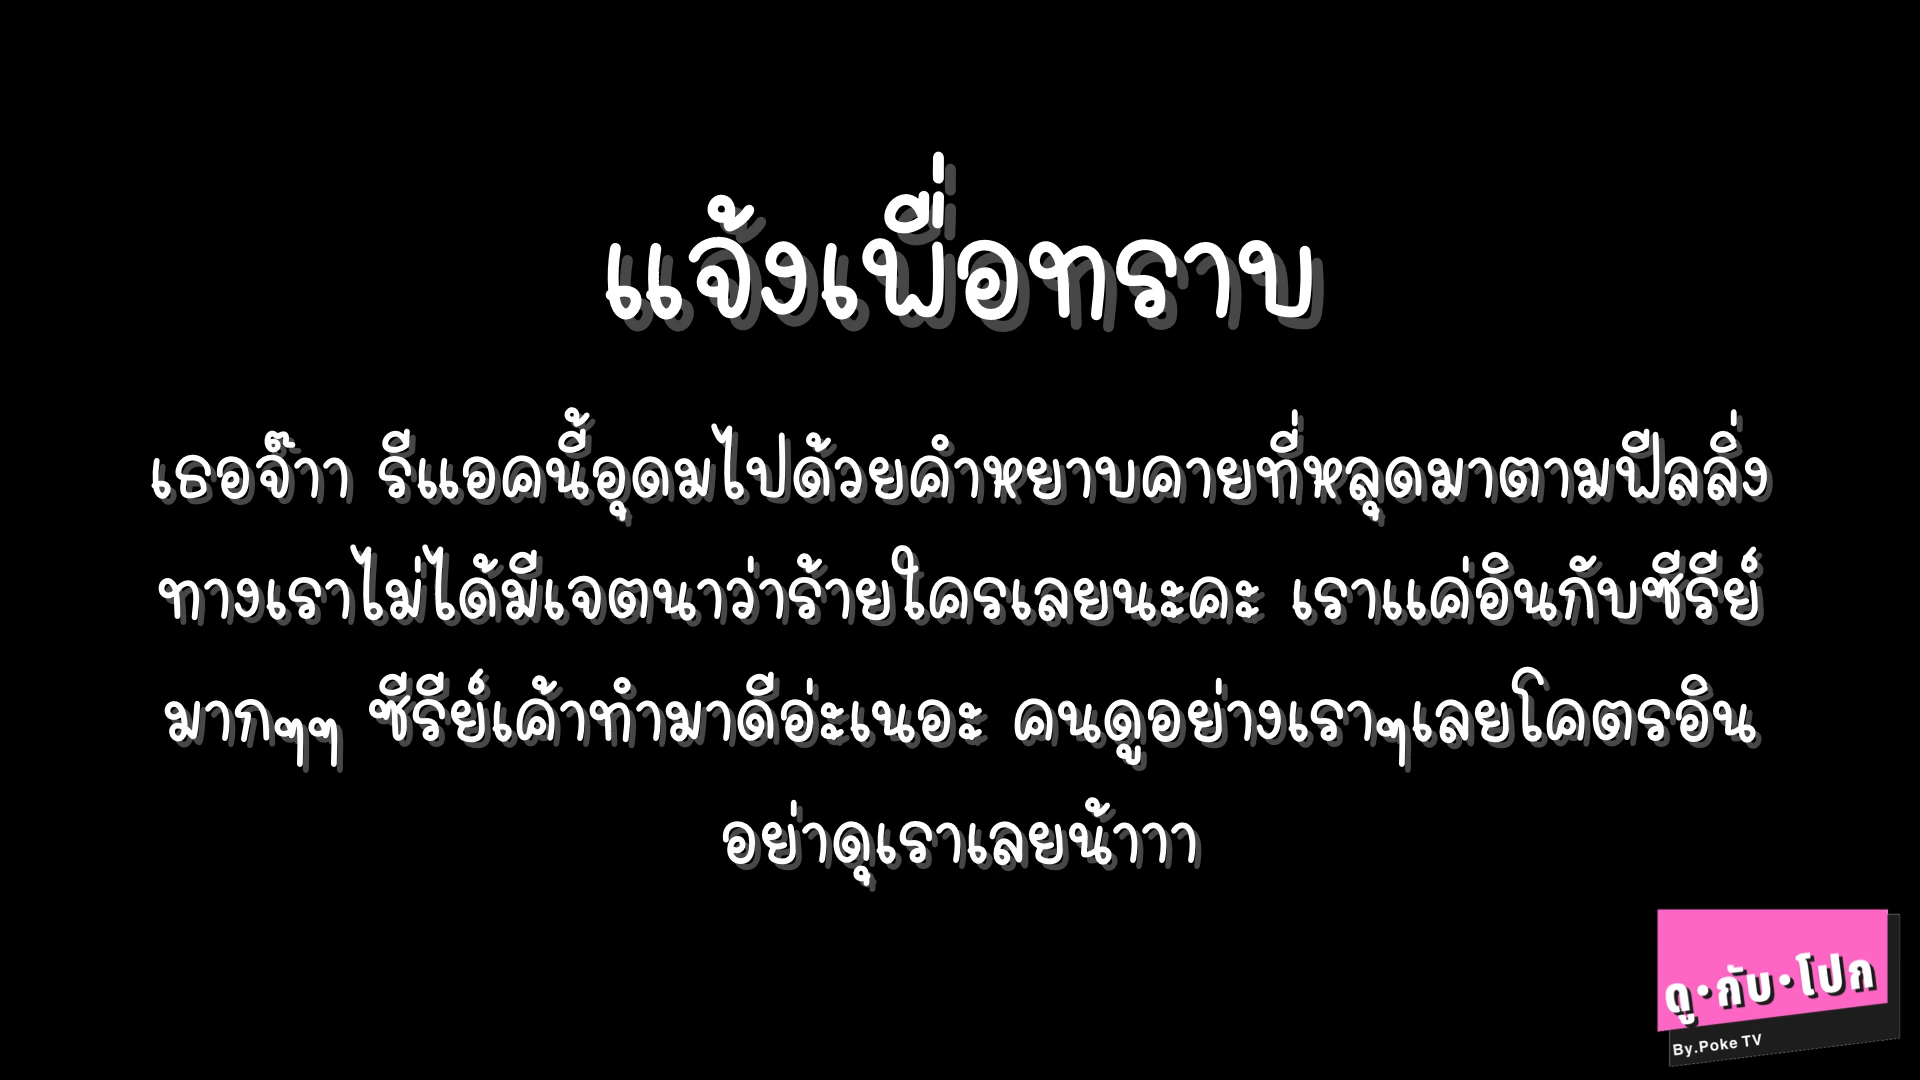 แจ้งเพื่อทราบ
เธอจ๊าา รีแอคนี้อุดมไปด้วยคำหยาบคายที่หลุดมาตามฟีลลิ่ง
ทางเราไม่ได้มีเจตนาว่าร้ายใครเลยนะคะ เราแค่อินกับซีรีย์
มากๆๆ ซีรีย์เค้าทำมาดีอ่ะเนอะ คนดูอย่างเราๆเลยโคตรอิน
อย่าดุเราเลยน้าาา
ดู•กับ•โปก
By.Poke TV